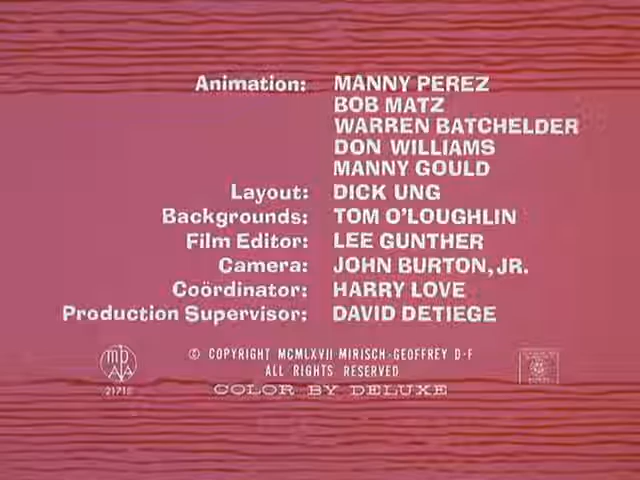 Animation: MANNY PEREZ
BOB MATZ
WARREN BATCHELDER
DON WILLIAMS
MANNY GOULD
Layout: DICK UNG
Backgrounds: TOM O'LOUGHLIN
Film Editor: LEE GUNTHER
Camera: JOHN BURTON, JR.
Coördinator: HARRY LOVE
Production Supervisor: DAVID DETIEGE
© COPYRIGHT MCMLXVII MIRISCH-GEOFFREY D-F
ALL RIGHTS RESERVED
COLOR BY DELUXE